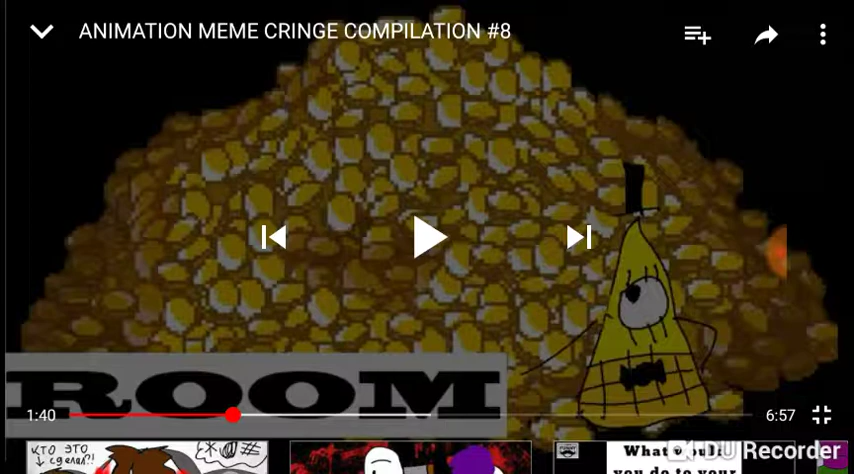 ANIMATION MEME CRINGE COMPILATION #8
ROOM
1:40
6:57
КТО ЭТО
сделал?!
DU Recorder
you do to your